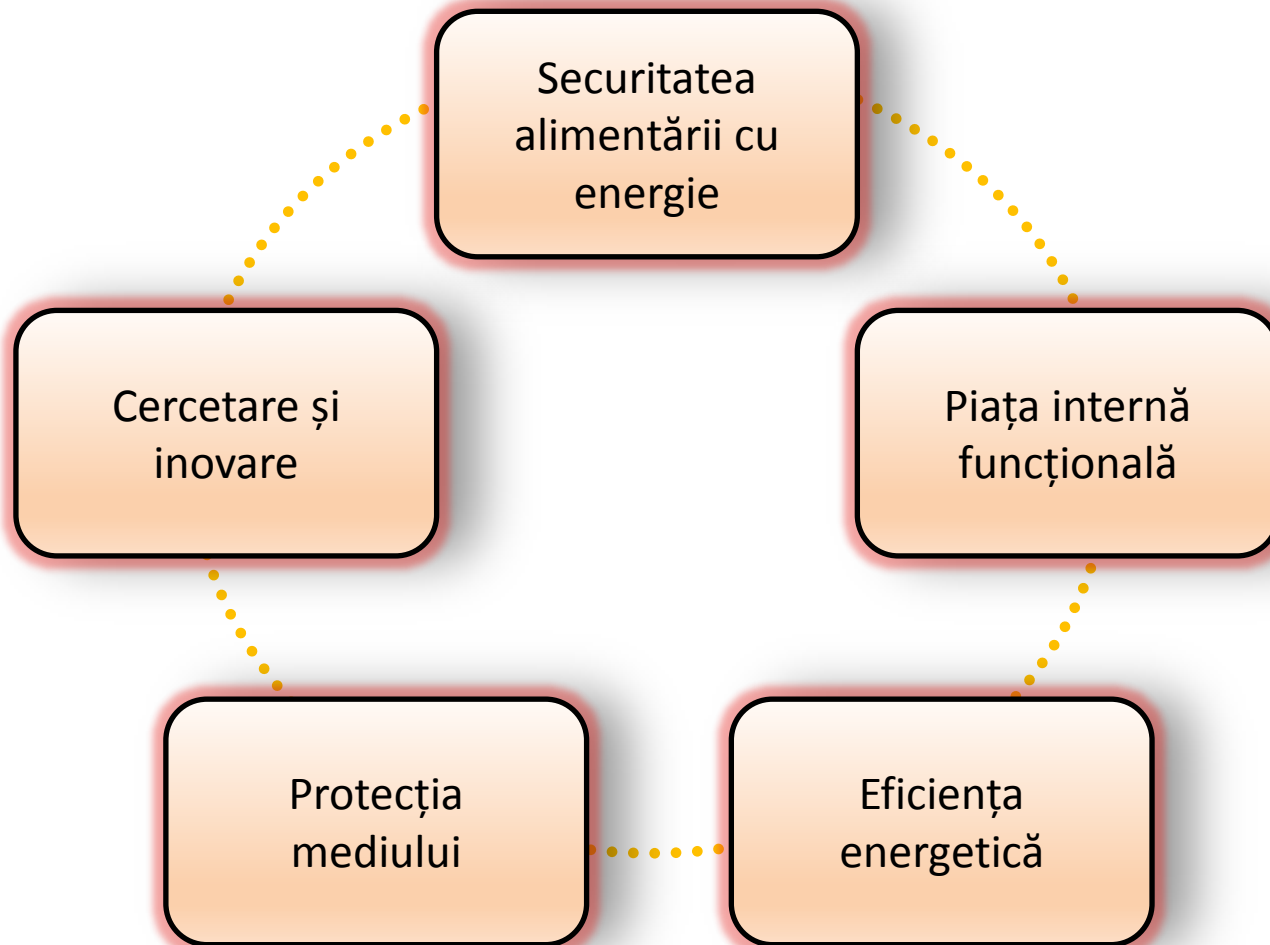 Securitatea
alimentării cu
energie
Cercetare și
inovare
Piața internă
funcțională
Protecția
mediului
Eficiența
energetică